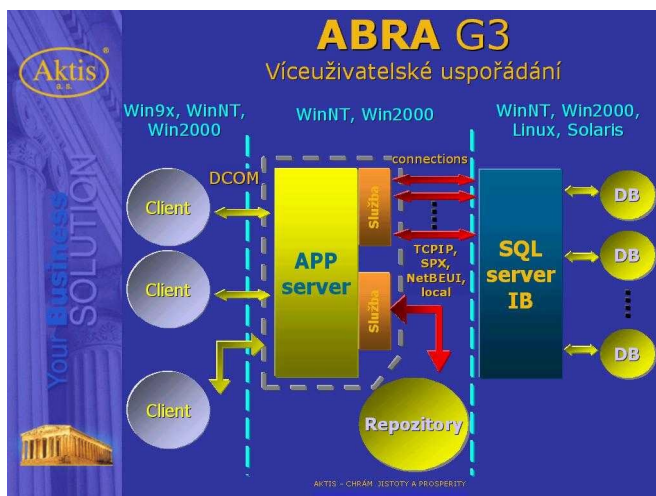 ABRA G3
Víceuživatelské uspořádání
Aktis
a. s.
®
Your Business
SOLUTION
Win9x, WinNT,
Win2000
WinNT, Win2000
WinNT, Win2000,
Linux, Solaris
DCOM
connections
Client
Client
Client
APP
server
Služba
Služba
TCPIP,
SPX,
NetBEUI,
local
SQL
server
IB
DB
DB
DB
Repozitory
AKTIS - CHRÁM JISTOTY A PROSPERITY